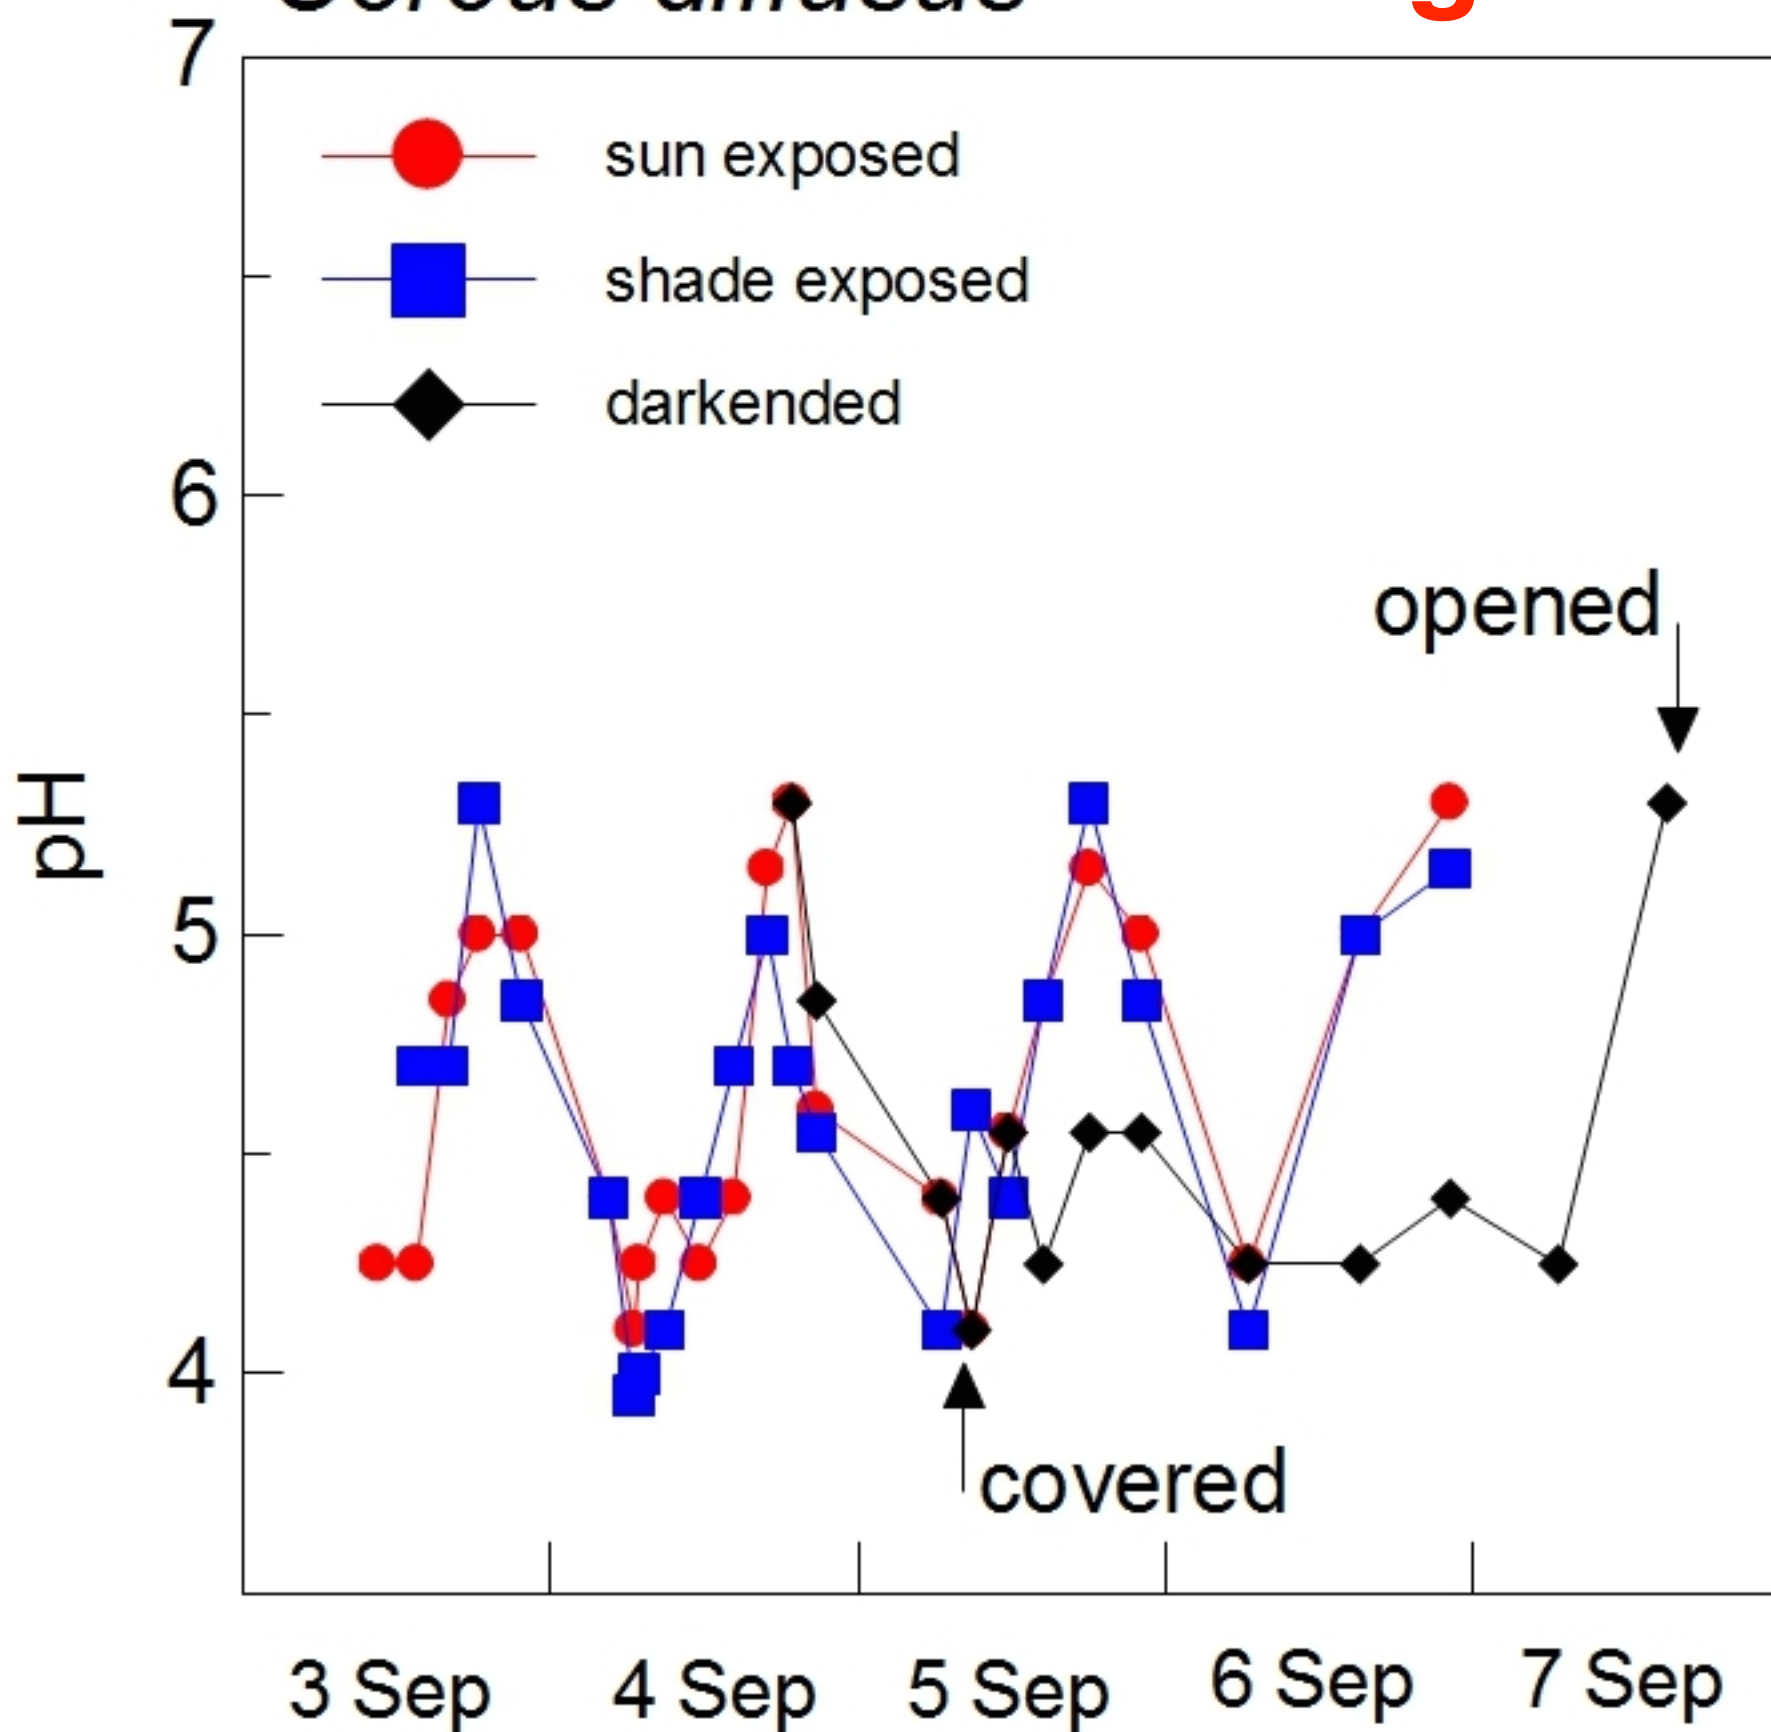 7
sun exposed
shade exposed
darkended
6
opened
pH
5
4
covered
3 Sep
4 Sep
5 Sep
6 Sep
7 Sep